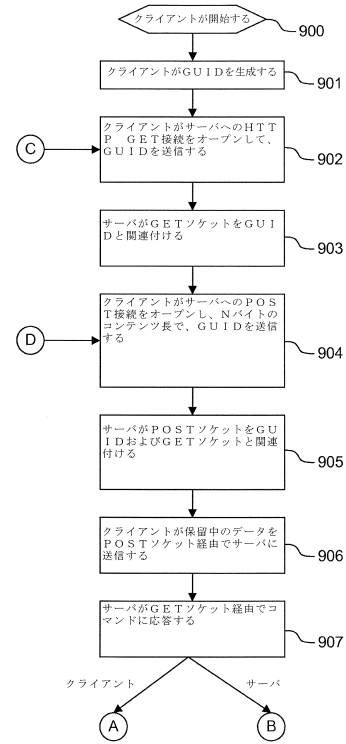 クライアントが開始する
900
クライアントがGUIDを生成する
901
クライアントがサーバへのHTT
P GET接続をオープンして、
GUIDを送信する
C
902
サーバがGETソケットをGUI
Dと関連付ける
903
クライアントがサーバへのPOS
T接続をオープンし、Nバイトの
コンテンツ長で、GUIDを送信
する
D
904
サーバがPOSTソケットをGU
IDおよびGETソケットと関連
付ける
905
クライアントが保留中のデータを
POSTソケット経由でサーバに
送信する
906
サーバがGETソケット経由でコ
マンドに応答する
907
クライアント
サーバ
A
B